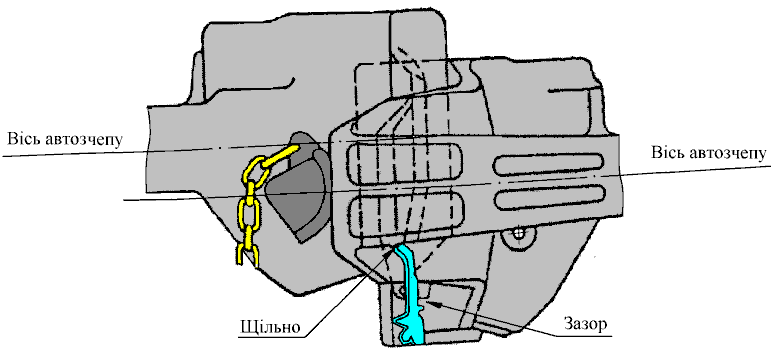 Вісь автозчепу
Вісь автозчепу
Щільно
Зазор